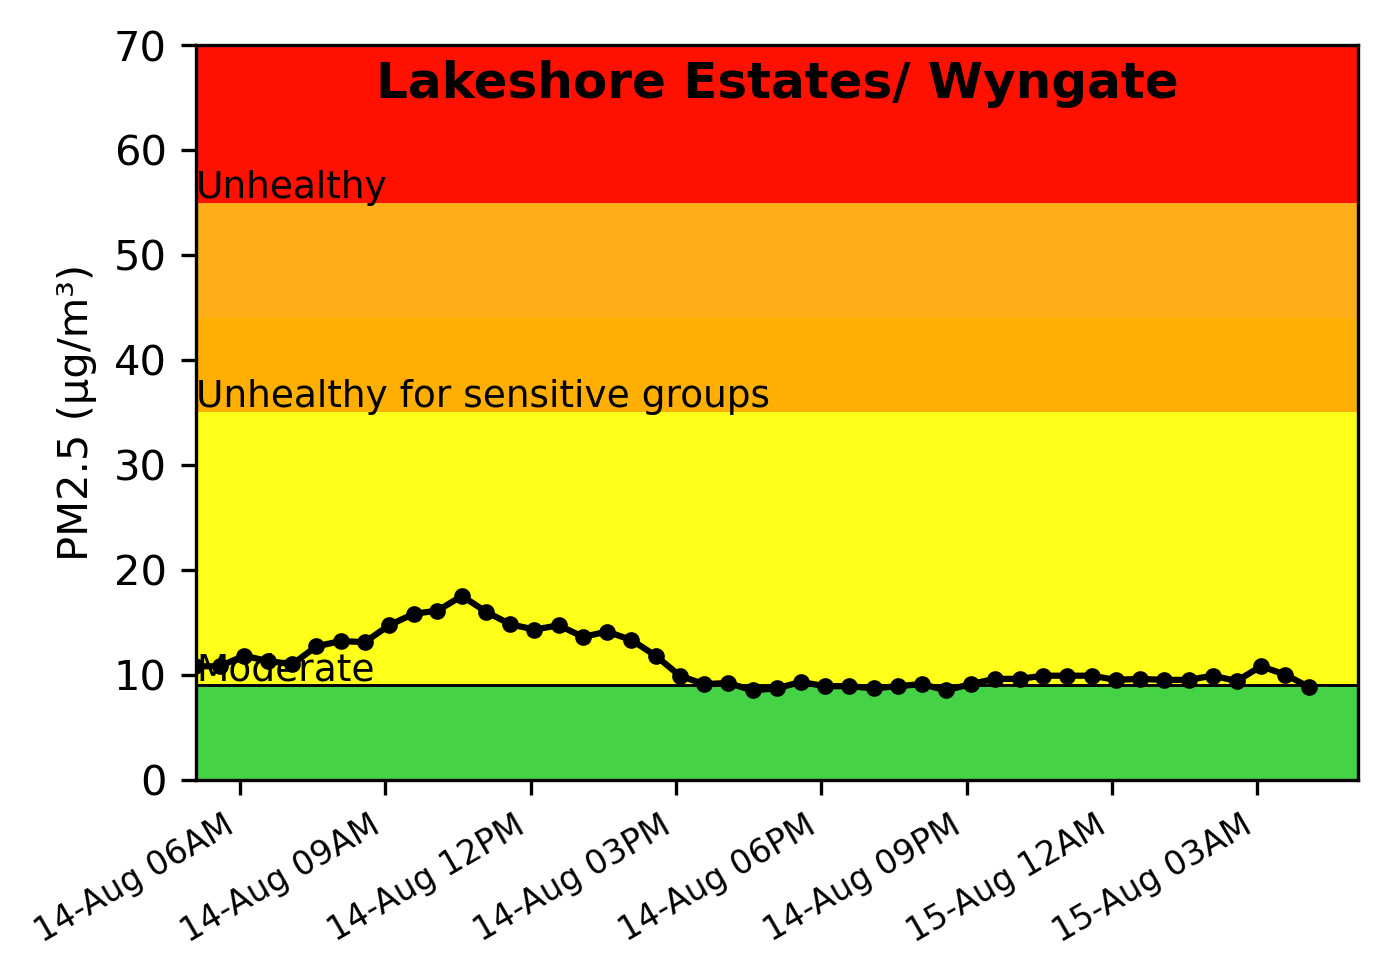 Lakeshore Estates/ Wyngate
PM2.5 (µg/m³)
70
60
50
40
30
20
10
0
Unhealthy
Unhealthy for sensitive groups
Moderate
14-Aug 06AM
14-Aug 09AM
14-Aug 12PM
14-Aug 03PM
14-Aug 06PM
14-Aug 09PM
15-Aug 12AM
15-Aug 03AM